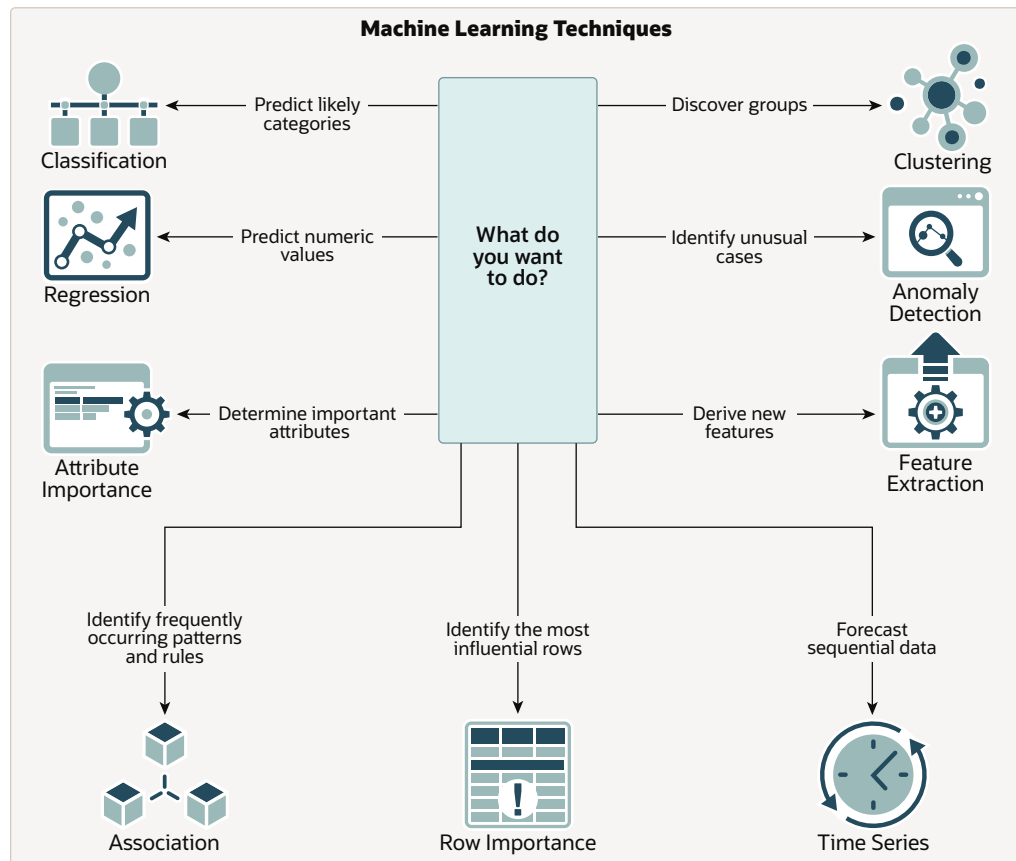 Machine Learning Techniques
Predict likely
categories
Classification
Discover groups
Clustering
What do
you want
to do?
Predict numeric
values
Regression
Identify unusual
cases
Anomaly
Detection
Determine important
attributes
Attribute
Importance
Derive new
features
Feature
Extraction
Identify frequently
occurring patterns
and rules
Association
Identify the most
influential rows
Row Importance
Forecast
sequential data
Time Series